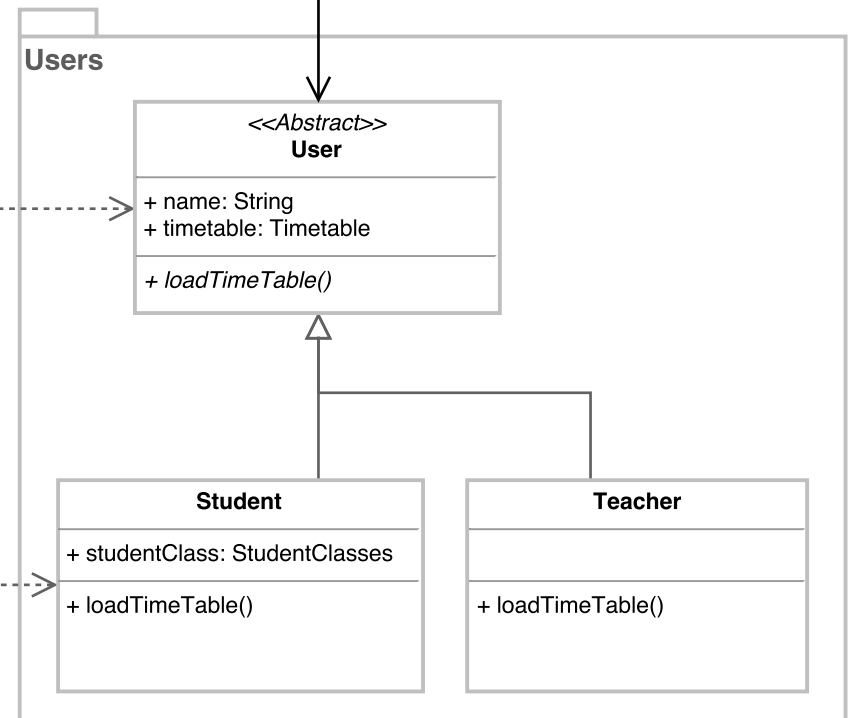 Users
<<Abstract>>
User
+ name: String
+ timetable: Timetable
+ loadTimeTable()
Student
+ studentClass: StudentClasses
+ loadTimeTable()
Teacher
+ loadTimeTable()